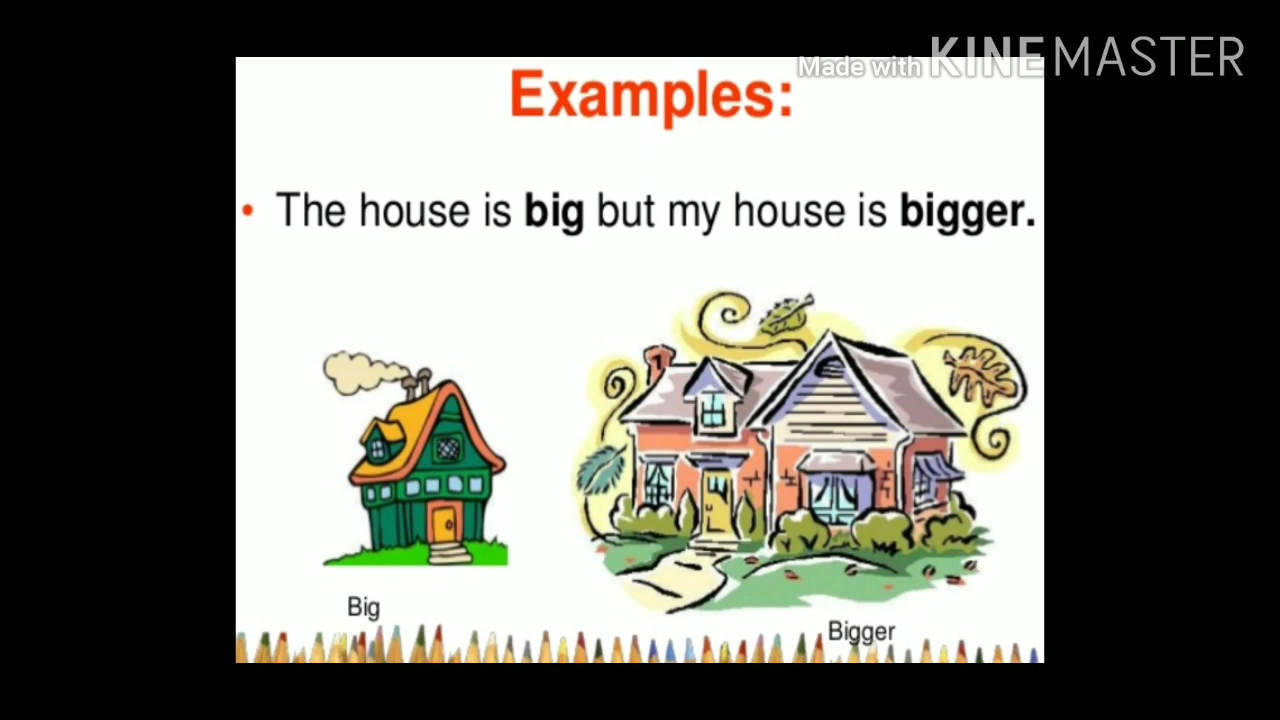 Made with KINEMASTER
Examples:
• The house is big but my house is bigger.
Big
Bigger